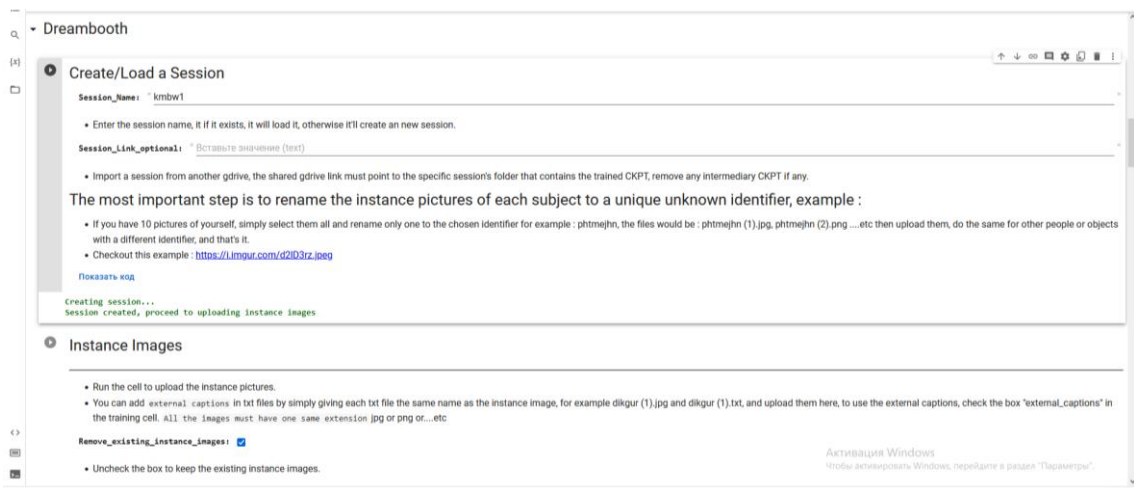 Dreambooth
{x}
Create/Load a Session
Session_Name: " kmbw1 "
• Enter the session name, it if it exists, it will load it, otherwise it'll create an new session.
Session_Link_optional: " Вставьте значение (text) "
• Import a session from another gdrive, the shared gdrive link must point to the specific session's folder that contains the trained CKPT, remove any intermediary CKPT if any.
The most important step is to rename the instance pictures of each subject to a unique unknown identifier, example :
• If you have 10 pictures of yourself, simply select them all and rename only one to the chosen identifier for example : phtmejhn, the files would be : phtmejhn (1).jpg, phtmejhn (2).png ....etc then upload them, do the same for other people or objects
with a different identifier, and that's it.
• Checkout this example : https://i.imgur.com/d2lD3rz.jpeg
Показать код
Creating session...
Session created, proceed to uploading instance images
Instance Images
• Run the cell to upload the instance pictures.
• You can add external captions in txt files by simply giving each txt file the same name as the instance image, for example dikgur (1).jpg and dikgur (1).txt, and upload them here, to use the external captions, check the box "external_captions" in
the training cell. All the images must have one same extension jpg or png or....etc
Remove_existing_instance_images:
• Uncheck the box to keep the existing instance images.
Активация Windows
Чтобы активировать Windows, перейдите в раздел "Параметры".